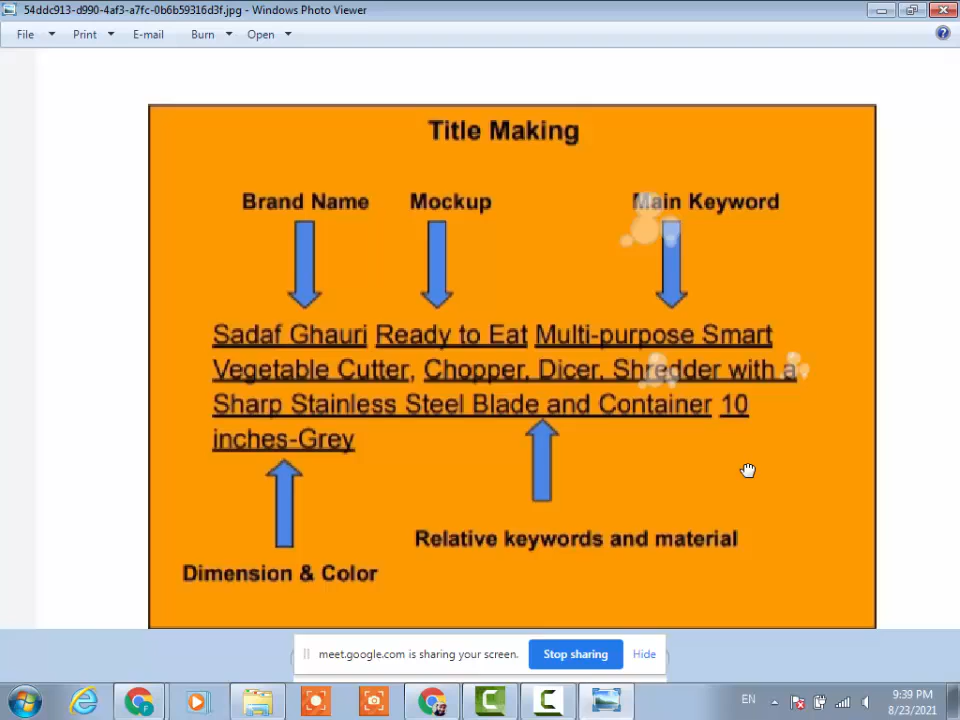 54ddc913-d990-4af3-a7fc-0b6b59316d3f.jpg - Windows Photo Viewer
File Print E-mail Burn Open
Title Making
Brand Name Mockup Main Keyword
Sadaf Ghauri Ready to Eat Multi-purpose Smart
Vegetable Cutter, Chopper, Dicer, Shredder with a
Sharp Stainless Steel Blade and Container 10
inches-Grey
Relative keywords and material
Dimension & Color
meet.google.com is sharing your screen. Stop sharing Hide
EN
9:39 PM
8/23/2021